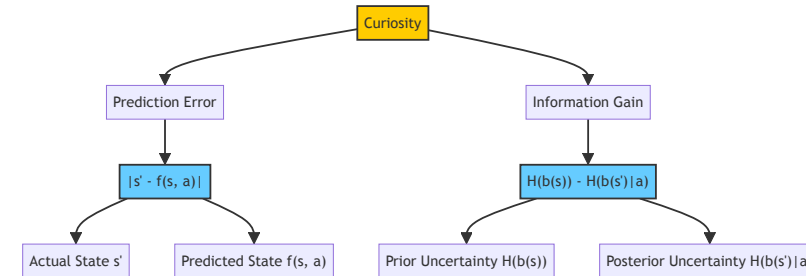 Curiosity
Prediction Error
Information Gain
|s' - f(s, a)|
H(b(s)) - H(b(s')|a)
Actual State s'
Predicted State f(s, a)
Prior Uncertainty H(b(s))
Posterior Uncertainty H(b(s')|a